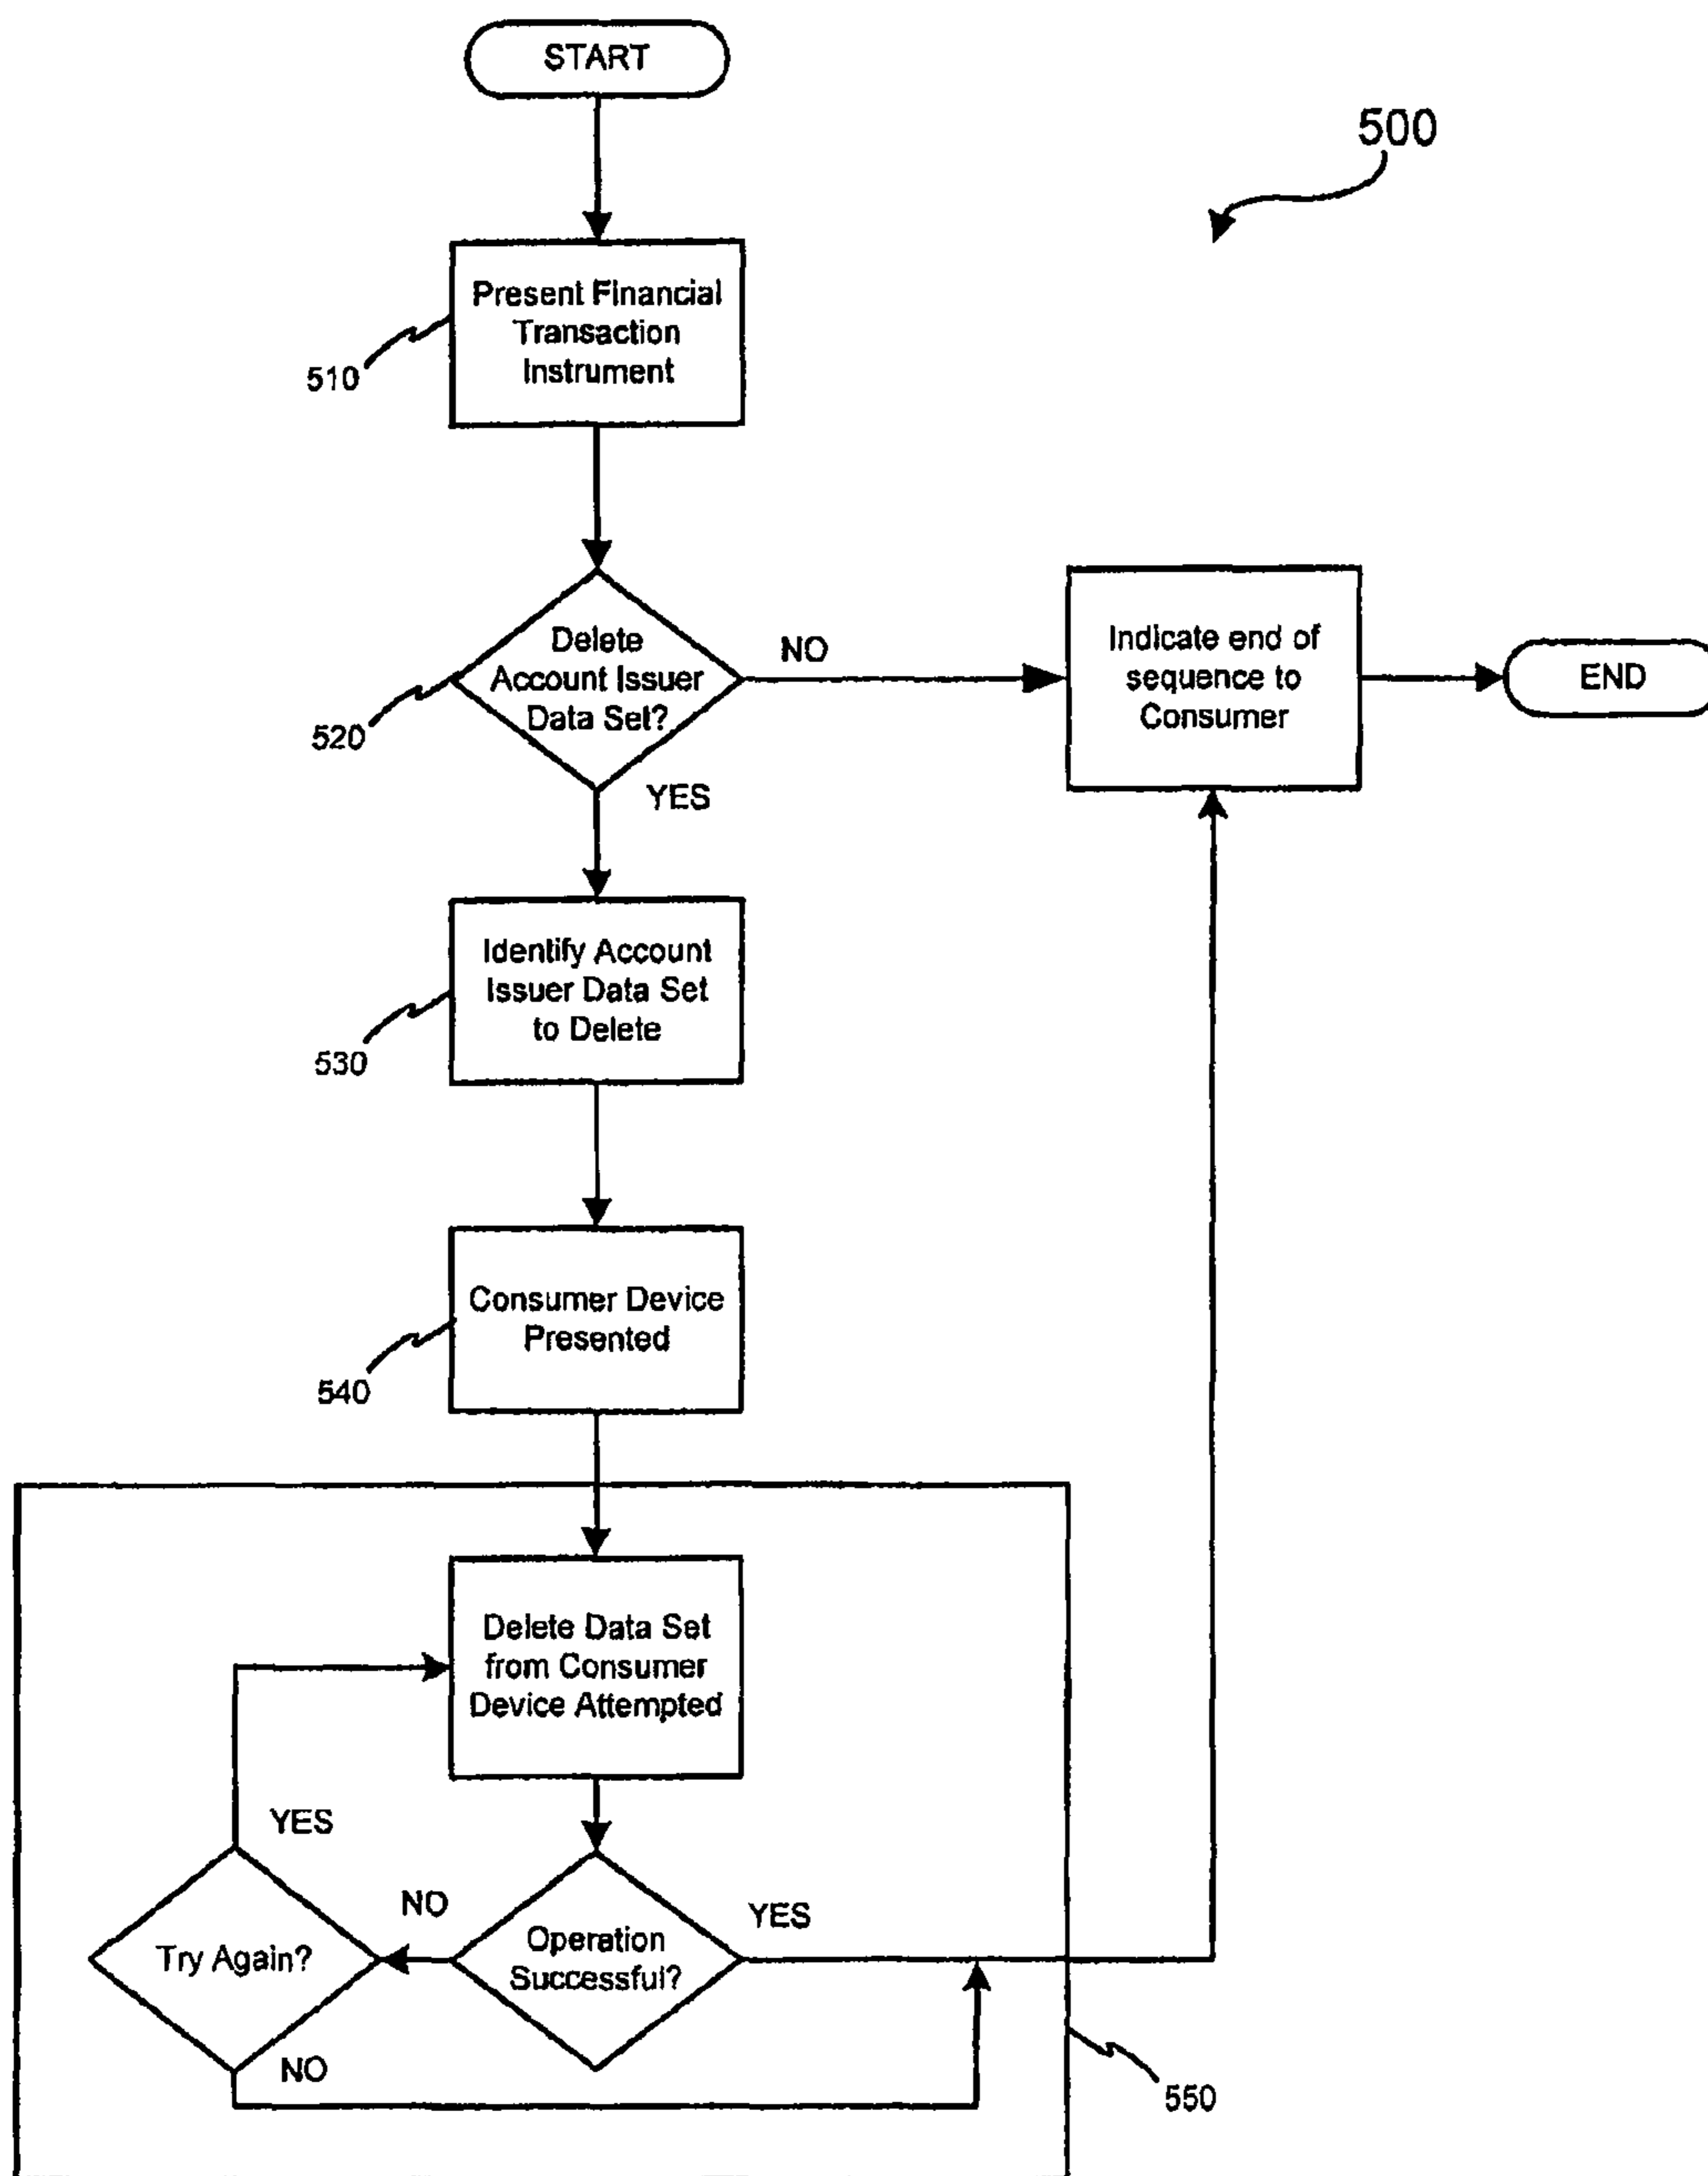 START
500
Present Financial
Transaction
Instrument
510
Delete
Account Issuer
Data Set?
520
NO
YES
Indicate end of
sequence to
Consumer
END
Identify Account
Issuer Data Set
to Delete
530
Consumer Device
Presented
540
Delete Data Set
from Consumer
Device Attempted
YES
NO
YES
Try Again?
Operation
Successful?
NO
550